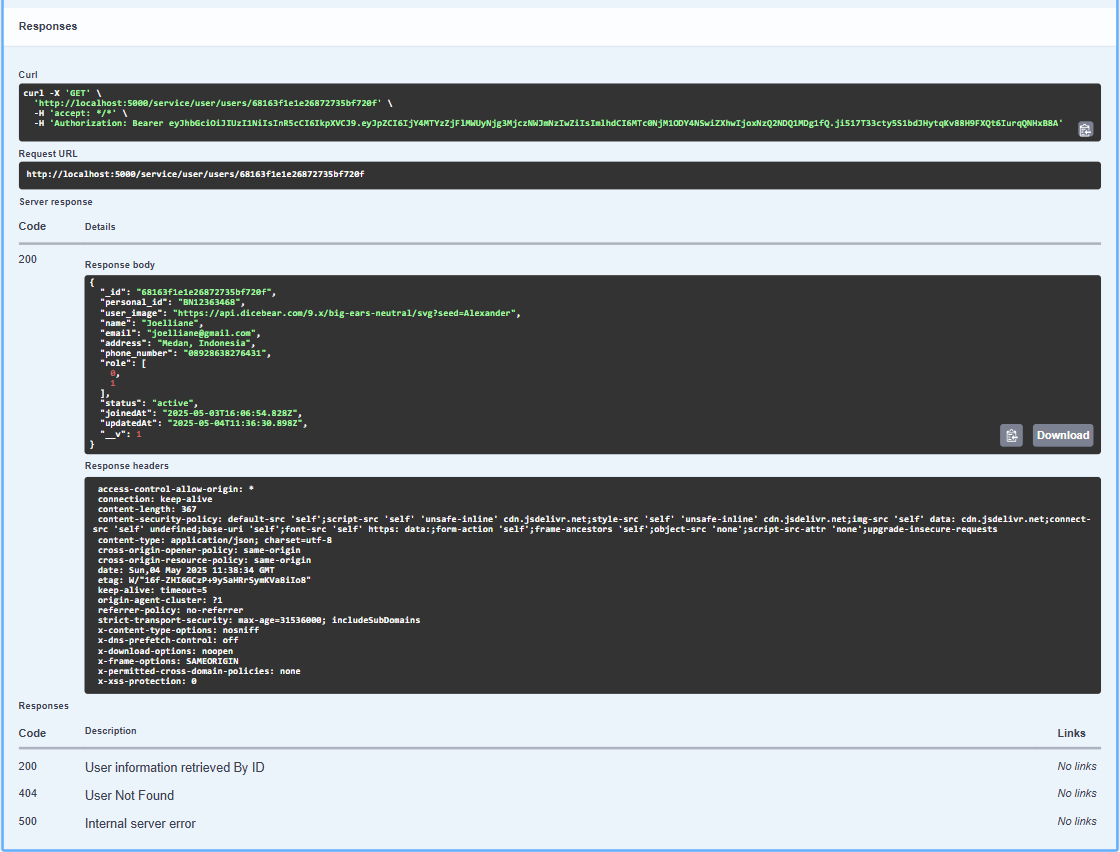 Responses
Curl
curl -X 'GET' \
'http://localhost:5000/service/user/users/68163f1e1e26872735bf720f' \
-H 'accept: */*' \
-H 'Authorization: Bearer eyJhbGciOiJIUzI1NiIsInR5cCI6IkpXVCJ9.eyJpZCI6IjY4MTYzZjFlMWUyNjg3MjczNWJmNzIwZiIsImlhdCI6MTc0NjM1ODY4NSwiZXhwIjoxNzQ2NDQ1MDg1fQ.ji517T33cty5S1bdJHytqKv88H9FXQt6IurqQNHxB8A'
Request URL
http://localhost:5000/service/user/users/68163f1e1e26872735bf720f
Server response
Code Details
200
Response body
{
"_id": "68163f1e1e26872735bf720f",
"personal_id": "BN12363468",
"user_image": "https://api.dicebear.com/9.x/big-ears-neutral/svg?seed=Alexander",
"name": "Joelliane",
"email": "joelliane@gmail.com",
"address": "Medan, Indonesia",
"phone_number": "08928638276431",
"role": [
0,
1
],
"status": "active",
"joinedAt": "2025-05-03T16:06:54.828Z",
"updatedAt": "2025-05-04T11:36:30.898Z",
"__v": 1
}
Download
Response headers
access-control-allow-origin: *
connection: keep-alive
content-length: 367
content-security-policy: default-src 'self';script-src 'self' 'unsafe-inline' cdn.jsdelivr.net;style-src 'self' 'unsafe-inline' cdn.jsdelivr.net;img-src 'self' data: cdn.jsdelivr.net;connect-
src 'self' undefined;base-uri 'self';font-src 'self' https: data:;form-action 'self';frame-ancestors 'self';object-src 'none';script-src-attr 'none';upgrade-insecure-requests
content-type: application/json; charset=utf-8
cross-origin-opener-policy: same-origin
cross-origin-resource-policy: same-origin
date: Sun,04 May 2025 11:38:34 GMT
etag: W/"16f-ZHI6GCzP+9ySaHRrSymKVa8iIo8"
keep-alive: timeout=5
origin-agent-cluster: ?1
referrer-policy: no-referrer
strict-transport-security: max-age=31536000; includeSubDomains
x-content-type-options: nosniff
x-dns-prefetch-control: off
x-download-options: noopen
x-frame-options: SAMEORIGIN
x-permitted-cross-domain-policies: none
x-xss-protection: 0
Responses
Code Description Links
200 User information retrieved By ID No links
404 User Not Found No links
500 Internal server error No links